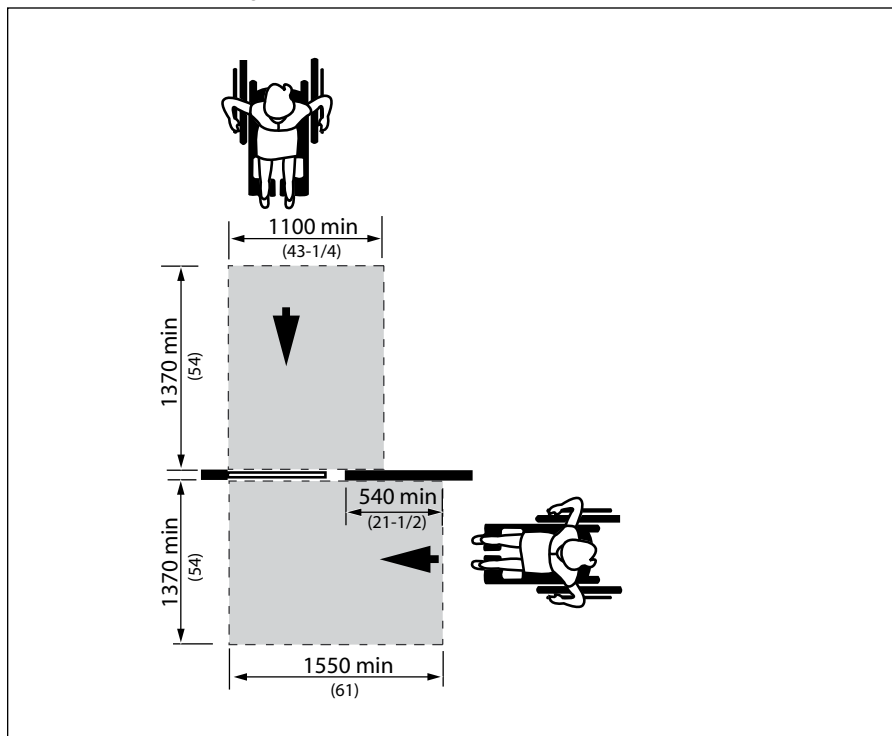 1100 min
(43-1/4)
1370 min
(54)
540 min
(21-1/2)
1370 min
(54)
1550 min
(61)